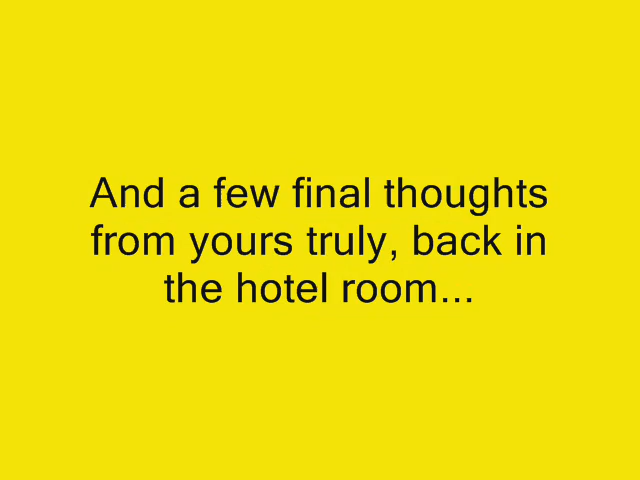 And a few final thoughts
from yours truly, back in
the hotel room...